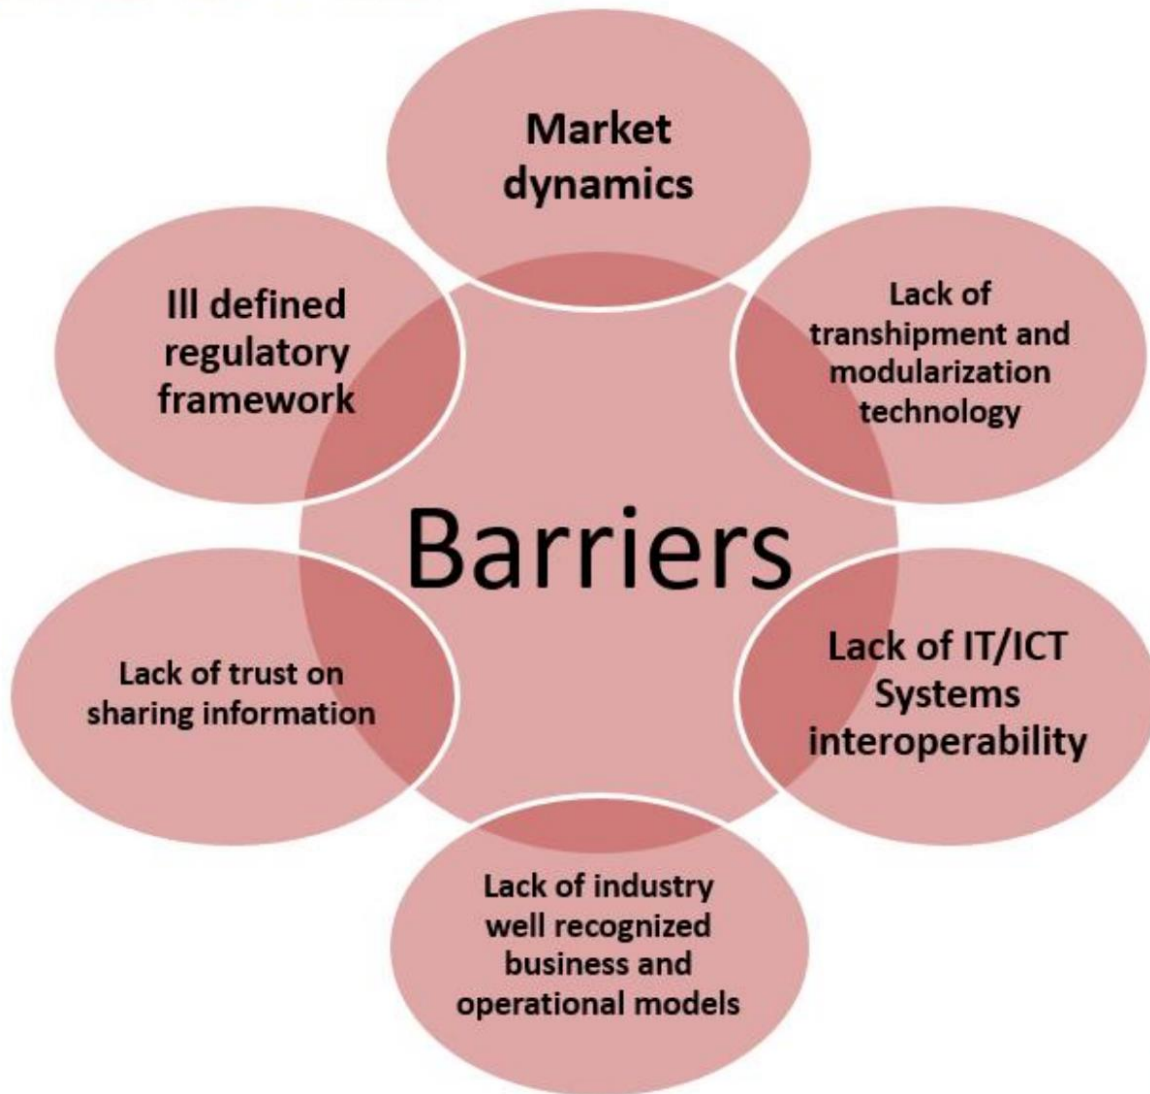 Market
dynamics
Lack of
transhipment and
modularization
technology
Lack of IT/ICT
Systems
interoperability
Lack of industry
well recognized
business and
operational models
Lack of trust on
sharing information
Ill defined
regulatory
framework
Barriers